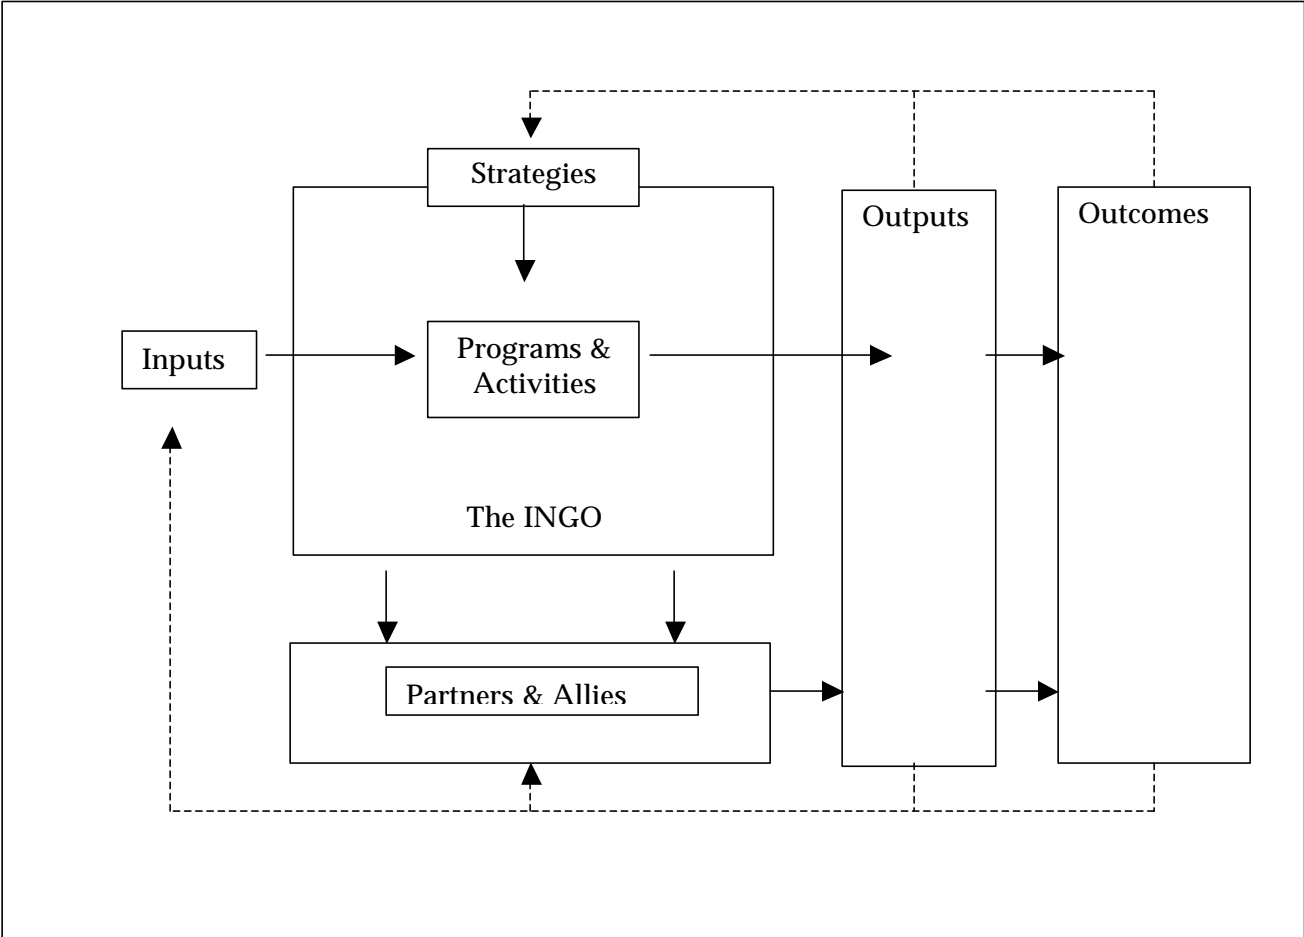 Strategies
Outputs
Outcomes
Inputs
Programs &
Activities
The INGO
Partners & Allies